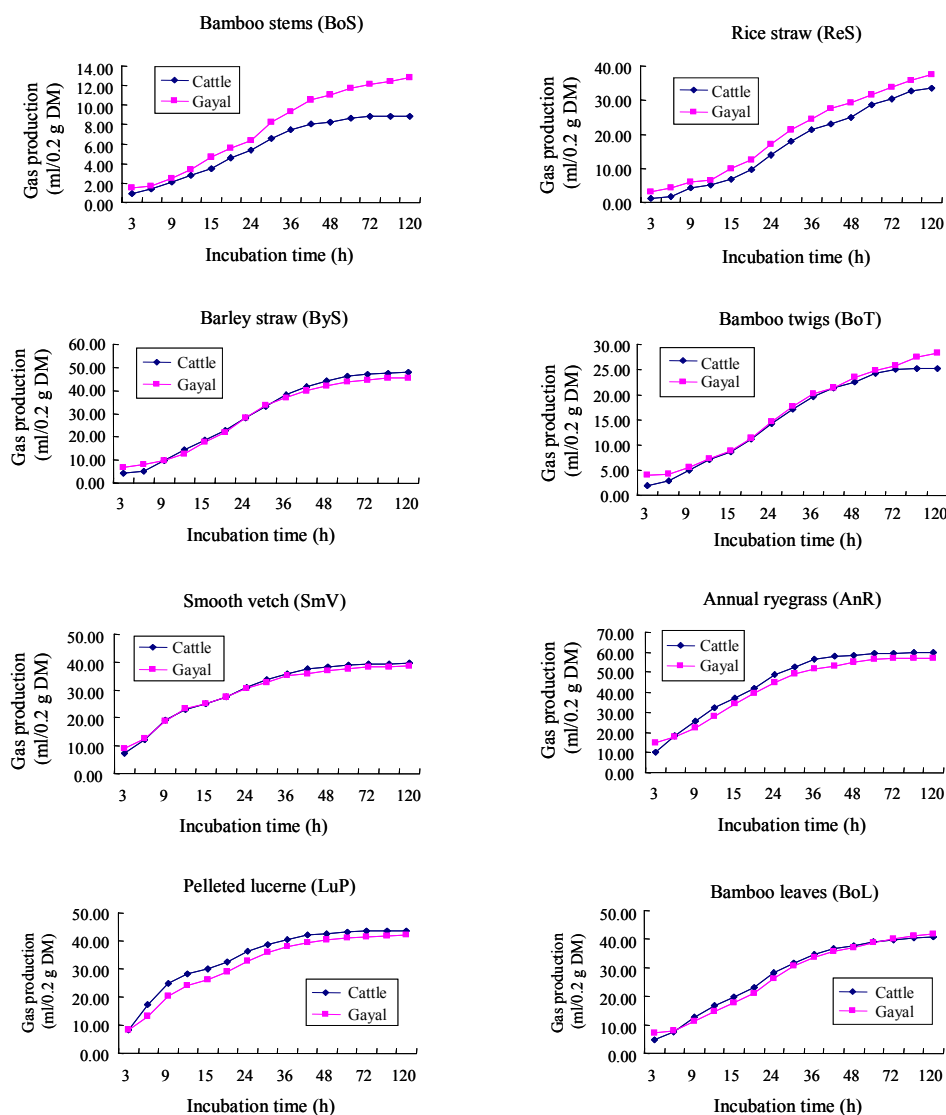 Bamboo stems (BoS)
Gas production
(ml/0.2 g DM)
14.00
12.00
10.00
8.00
6.00
4.00
2.00
0.00
Cattle
Gayal
3 9 15 24 36 48 72 120
Incubation time (h)
Rice straw (ReS)
Gas production
(ml/0.2 g DM)
40.00
30.00
20.00
10.00
0.00
Cattle
Gayal
3 9 15 24 36 48 72 120
Incubation time (h)
Barley straw (ByS)
Gas production
(ml/0.2 g DM)
60.00
50.00
40.00
30.00
20.00
10.00
0.00
Cattle
Gayal
3 9 15 24 36 48 72 120
Incubation time (h)
Bamboo twigs (BoT)
Gas production
(ml/0.2 g DM)
30.00
25.00
20.00
15.00
10.00
5.00
0.00
Cattle
Gayal
3 9 15 24 36 48 72 120
Incubation time (h)
Smooth vetch (SmV)
Gas production
(ml/0.2 g DM)
50.00
40.00
30.00
20.00
10.00
0.00
Cattle
Gayal
3 9 15 24 36 48 72 120
Incubation time (h)
Annual ryegrass (AnR)
Gas production
(ml/0.2 g DM)
70.00
60.00
50.00
40.00
30.00
20.00
10.00
0.00
Cattle
Gayal
3 9 15 24 36 48 72 120
Incubation time (h)
Pelleted lucerne (LuP)
Gas production
(ml/0.2 g DM)
50.00
40.00
30.00
20.00
10.00
0.00
Cattle
Gayal
3 9 15 24 36 48 72 120
Incubation time (h)
Bamboo leaves (BoL)
Gas production
(ml/0.2 g DM)
50.00
40.00
30.00
20.00
10.00
0.00
Cattle
Gayal
3 9 15 24 36 48 72 120
Incubation time (h)